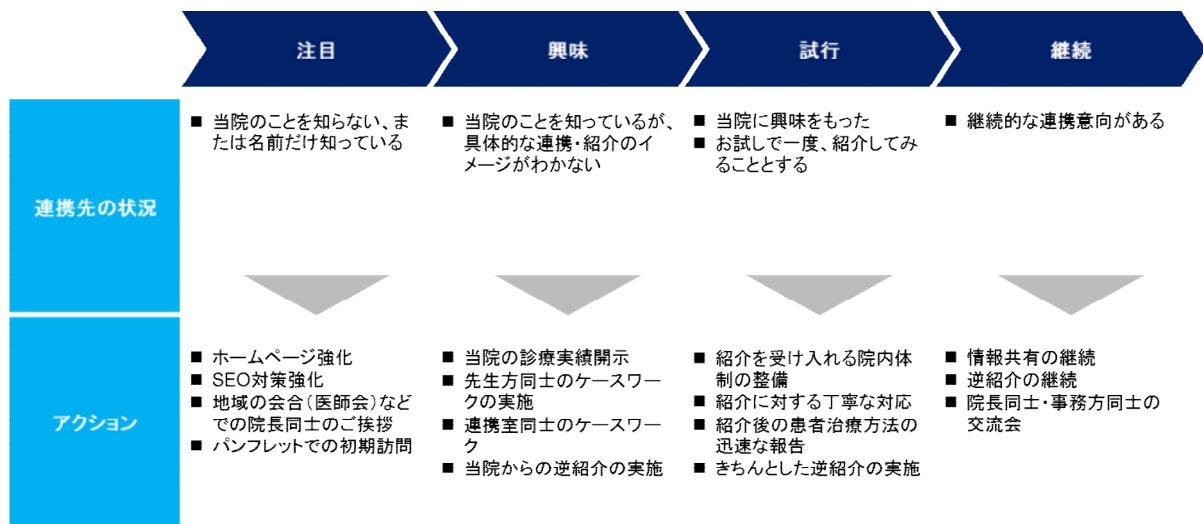 注目
興味
試行
継続
連携先の状況
■ 当院のことを知らない、ま
たは名前だけ知っている
■ 当院のことを知っているが、
具体的な連携・紹介のイ
メージがわかない
■ 当院に興味をもった
■ お試しで一度、紹介してみ
ることとする
■ 継続的な連携意向がある
アクション
■ ホームページ強化
■ SEO対策強化
■ 地域の会合(医師会)など
での院長同士のご挨拶
■ パンフレットでの初期訪問
■ 当院の診療実績開示
■ 先生方同士のケースワー
クの実施
■ 連携室同士のケースワー
ク
■ 当院からの逆紹介の実施
■ 紹介を受け入れる院内体
制の整備
■ 紹介に対する丁寧な対応
■ 紹介後の患者治療方法の
迅速な報告
■ きちんとした逆紹介の実施
■ 情報共有の継続
■ 逆紹介の継続
■ 院長同士・事務方同士の
交流会